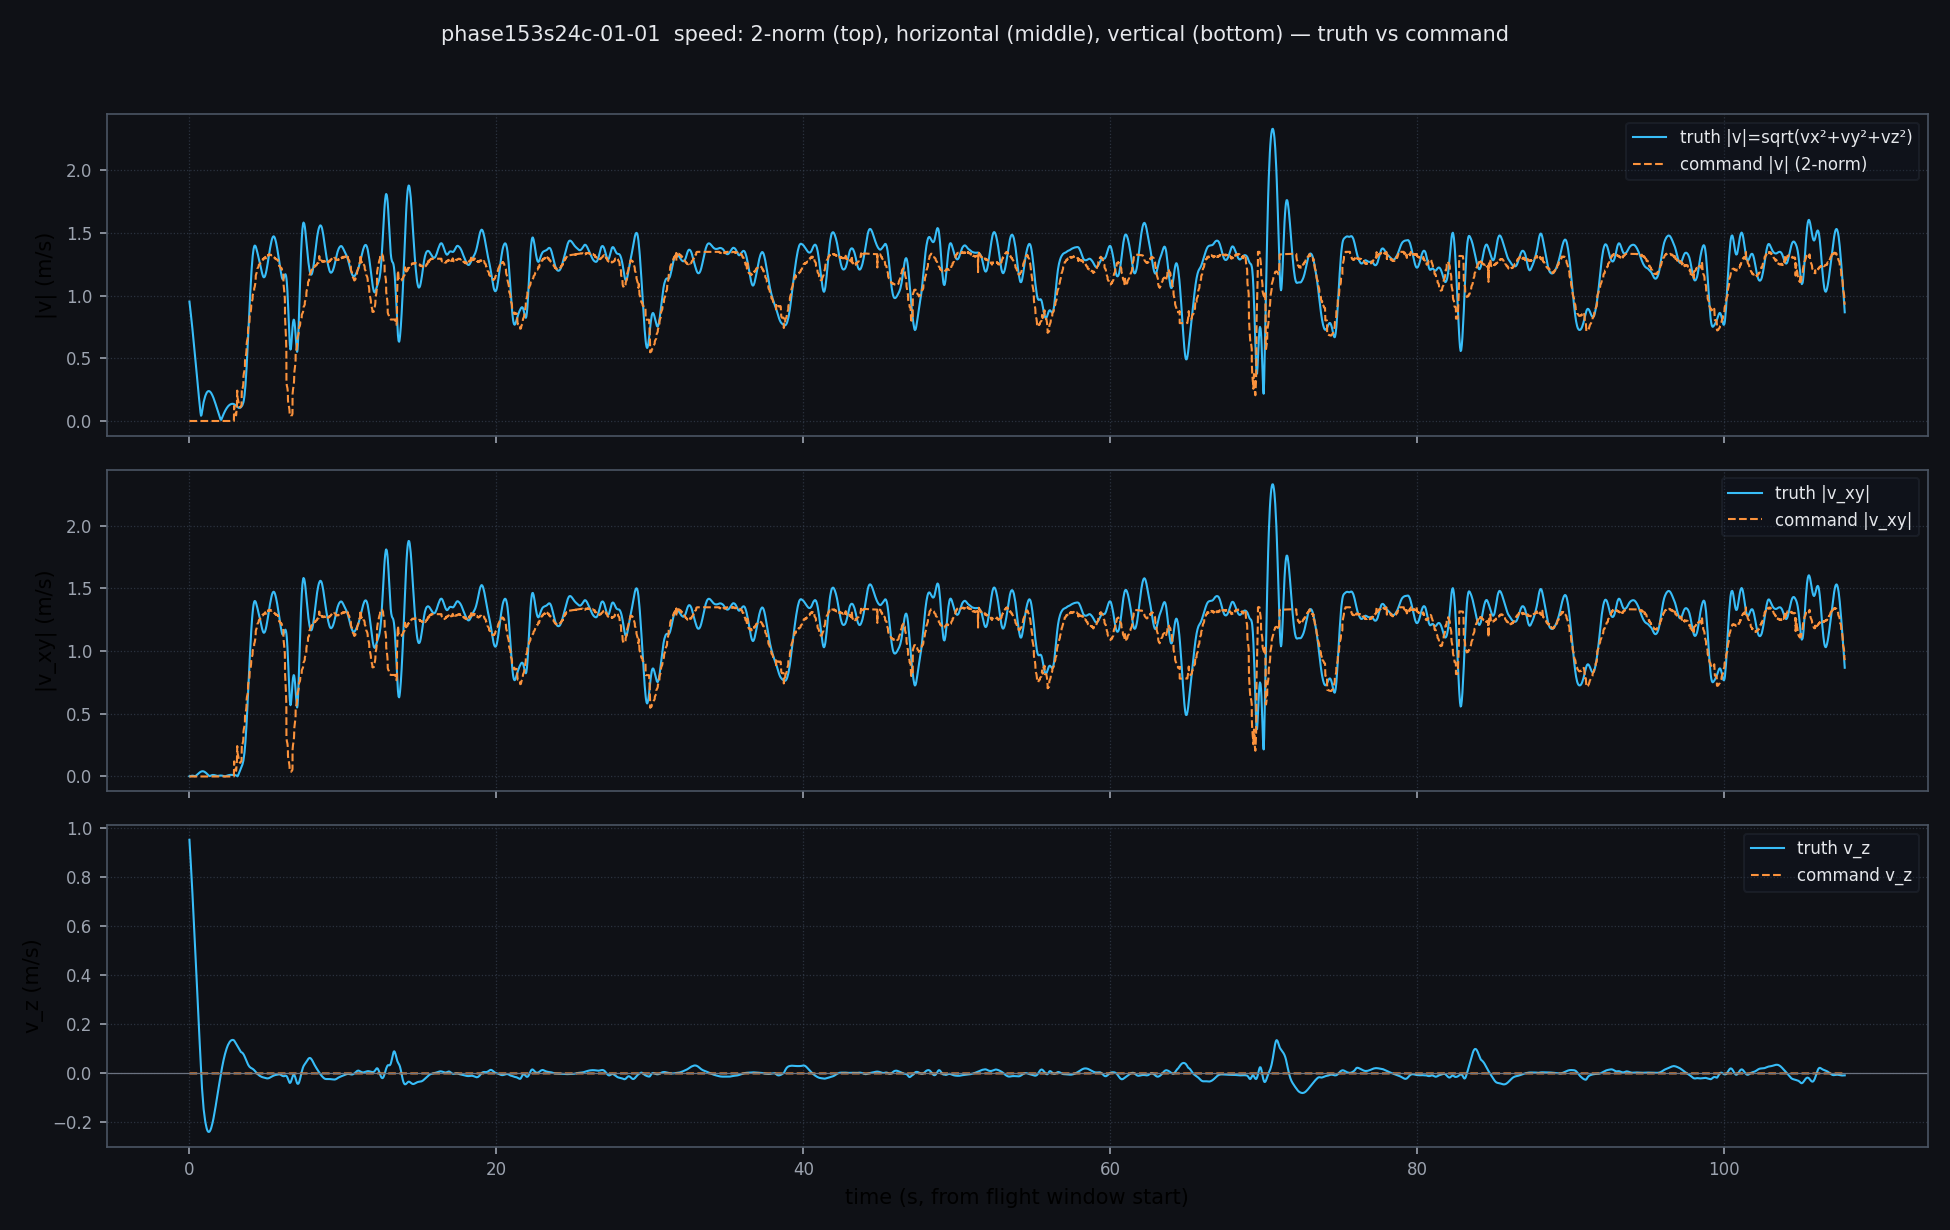 phase153s24c-01-01  speed: 2-norm (top), horizontal (middle), vertical (bottom) — truth vs command
truth |v|=sqrt(vx²+vy²+vz²)
command |v| (2-norm)
|v| (m/s)
2.0
1.5
1.0
0.5
0.0
truth |v_xy|
command |v_xy|
|v_xy| (m/s)
2.0
1.5
1.0
0.5
0.0
truth v_z
command v_z
v_z (m/s)
1.0
0.8
0.6
0.4
0.2
0.0
−0.2
0 20 40 60 80 100
time (s, from flight window start)